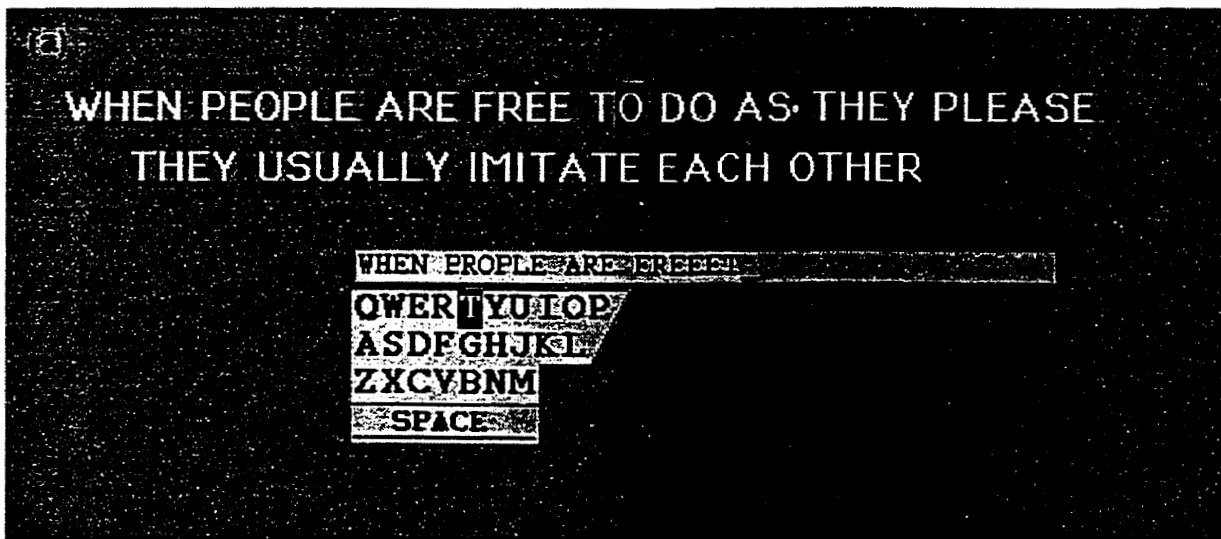 (a)
WHEN PEOPLE ARE FREE TO DO AS THEY PLEASE
THEY USUALLY IMITATE EACH OTHER
WHEN PROPLE ARE
QWERTYUIOP
ASDFGHJKL
ZXCVBNM
SPACE